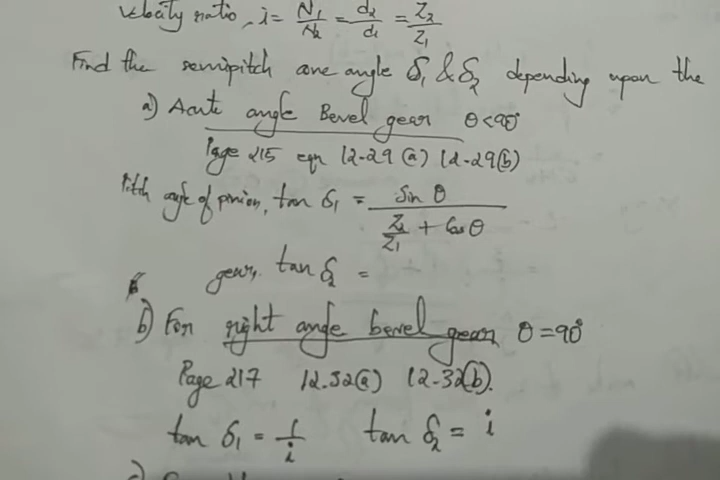 Velocity ratio, i = N1/N2 = d2/d1 = Z2/Z1
Find the semipitch cone angle δ1 & δ2 depending upon the
a) Acute angle Bevel gear θ<90°
Page 215 eqn 12-29 (a) 12-29(b)
Pitch angle of pinion, tan δ1 = Sin θ / (Z2/Z1 + Cos θ)
gear, tan δ2 =
b) For right angle bevel gear θ = 90°
Page 217 12.32(a) 12-32(b).
tan δ1 = 1/i tan δ2 = i